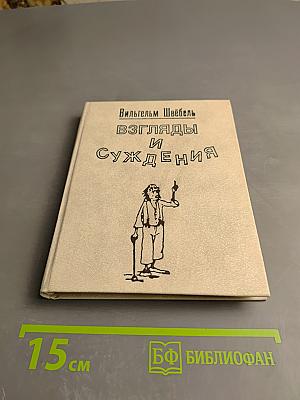 Вильгельм Швёбель
ВЗГЛЯДЫ
И
СУЖДЕНИЯ
15 см
БФ БИБЛИОФАН